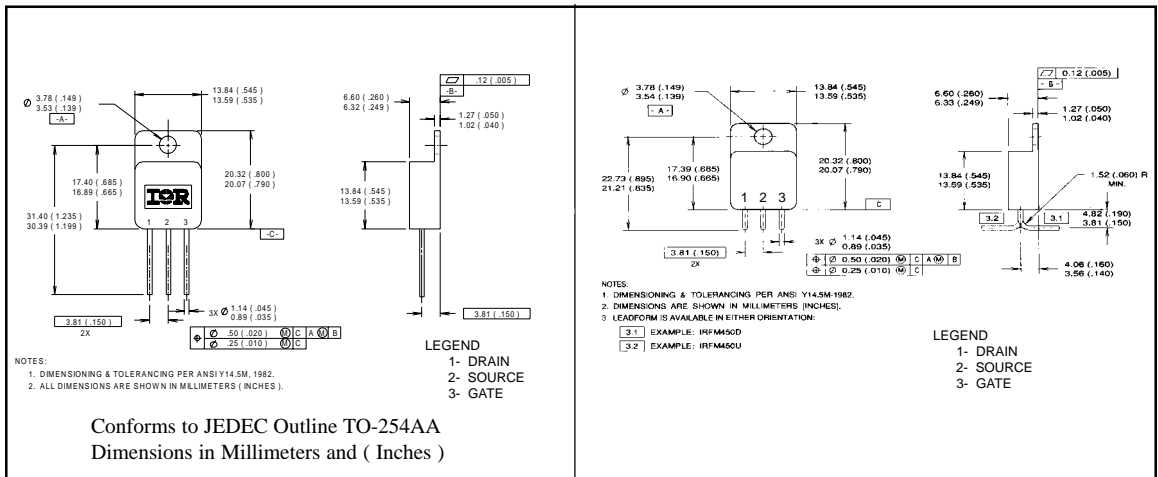 .12 ( .005 )
-B-
13.84 ( .545 )
13.59 ( .535 )
Ø 3.78 ( .149 )
3.53 ( .139 )
-A-
6.60 ( .260 )
6.32 ( .249 )
1.27 ( .050 )
1.02 ( .040 )
17.40 ( .685 )
16.89 ( .665 )
20.32 ( .800 )
20.07 ( .790 )
13.84 ( .545 )
13.59 ( .535 )
IOR
31.40 ( 1.235 )
30.39 ( 1.199 )
1 2 3
-C-
3X Ø 1.14 ( .045 )
0.89 ( .035 )
3.81 ( .150 )
2X
3.81 ( .150 )
Ø .50 ( .020 ) Ⓜ C A Ⓜ B
Ø .25 ( .010 ) Ⓜ C
NOTES:
1. DIMENSIONING & TOLERANCING PER ANSI Y14.5M, 1982.
2. ALL DIMENSIONS ARE SHOWN IN MILLIMETERS ( INCHES ).
LEGEND
1- DRAIN
2- SOURCE
3- GATE
Conforms to JEDEC Outline TO-254AA
Dimensions in Millimeters and ( Inches )
0.12 (.005)
- B -
13.84 (.545)
13.59 (.535)
Ø 3.78 (.149)
3.54 (.139)
- A -
6.60 (.260)
6.33 (.249)
1.27 (.050)
1.02 (.040)
17.39 (.685)
16.90 (.665)
20.32 (.800)
20.07 (.790)
22.73 (.895)
21.21 (.835)
13.84 (.545)
13.59 (.535)
1.52 (.060) R
MIN.
1 2 3
C
3.2
3.1
4.82 (.190)
3.81 (.150)
3X Ø 1.14 (.045)
0.89 (.035)
3.81 (.150)
2X
Ø 0.50 (.020) Ⓜ C A Ⓜ B
Ø 0.25 (.010) Ⓜ C
4.06 (.160)
3.56 (.140)
NOTES:
1. DIMENSIONING & TOLERANCING PER ANSI Y14.5M-1982.
2. DIMENSIONS ARE SHOWN IN MILLIMETERS (INCHES).
3 LEADFORM IS AVAILABLE IN EITHER ORIENTATION:
3.1 EXAMPLE: IRFM450D
3.2 EXAMPLE: IRFM450U
LEGEND
1- DRAIN
2- SOURCE
3- GATE